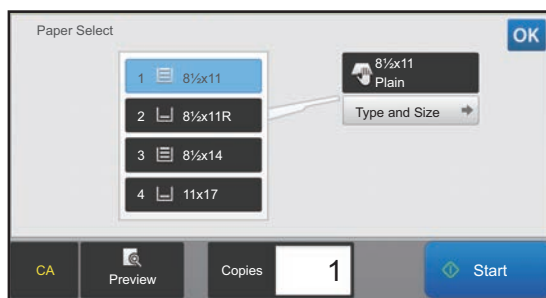 Paper Select
OK
1 8½x11
2 8½x11R
3 8½x14
4 11x17
8½x11
Plain
Type and Size
CA
Preview
Copies
1
Start